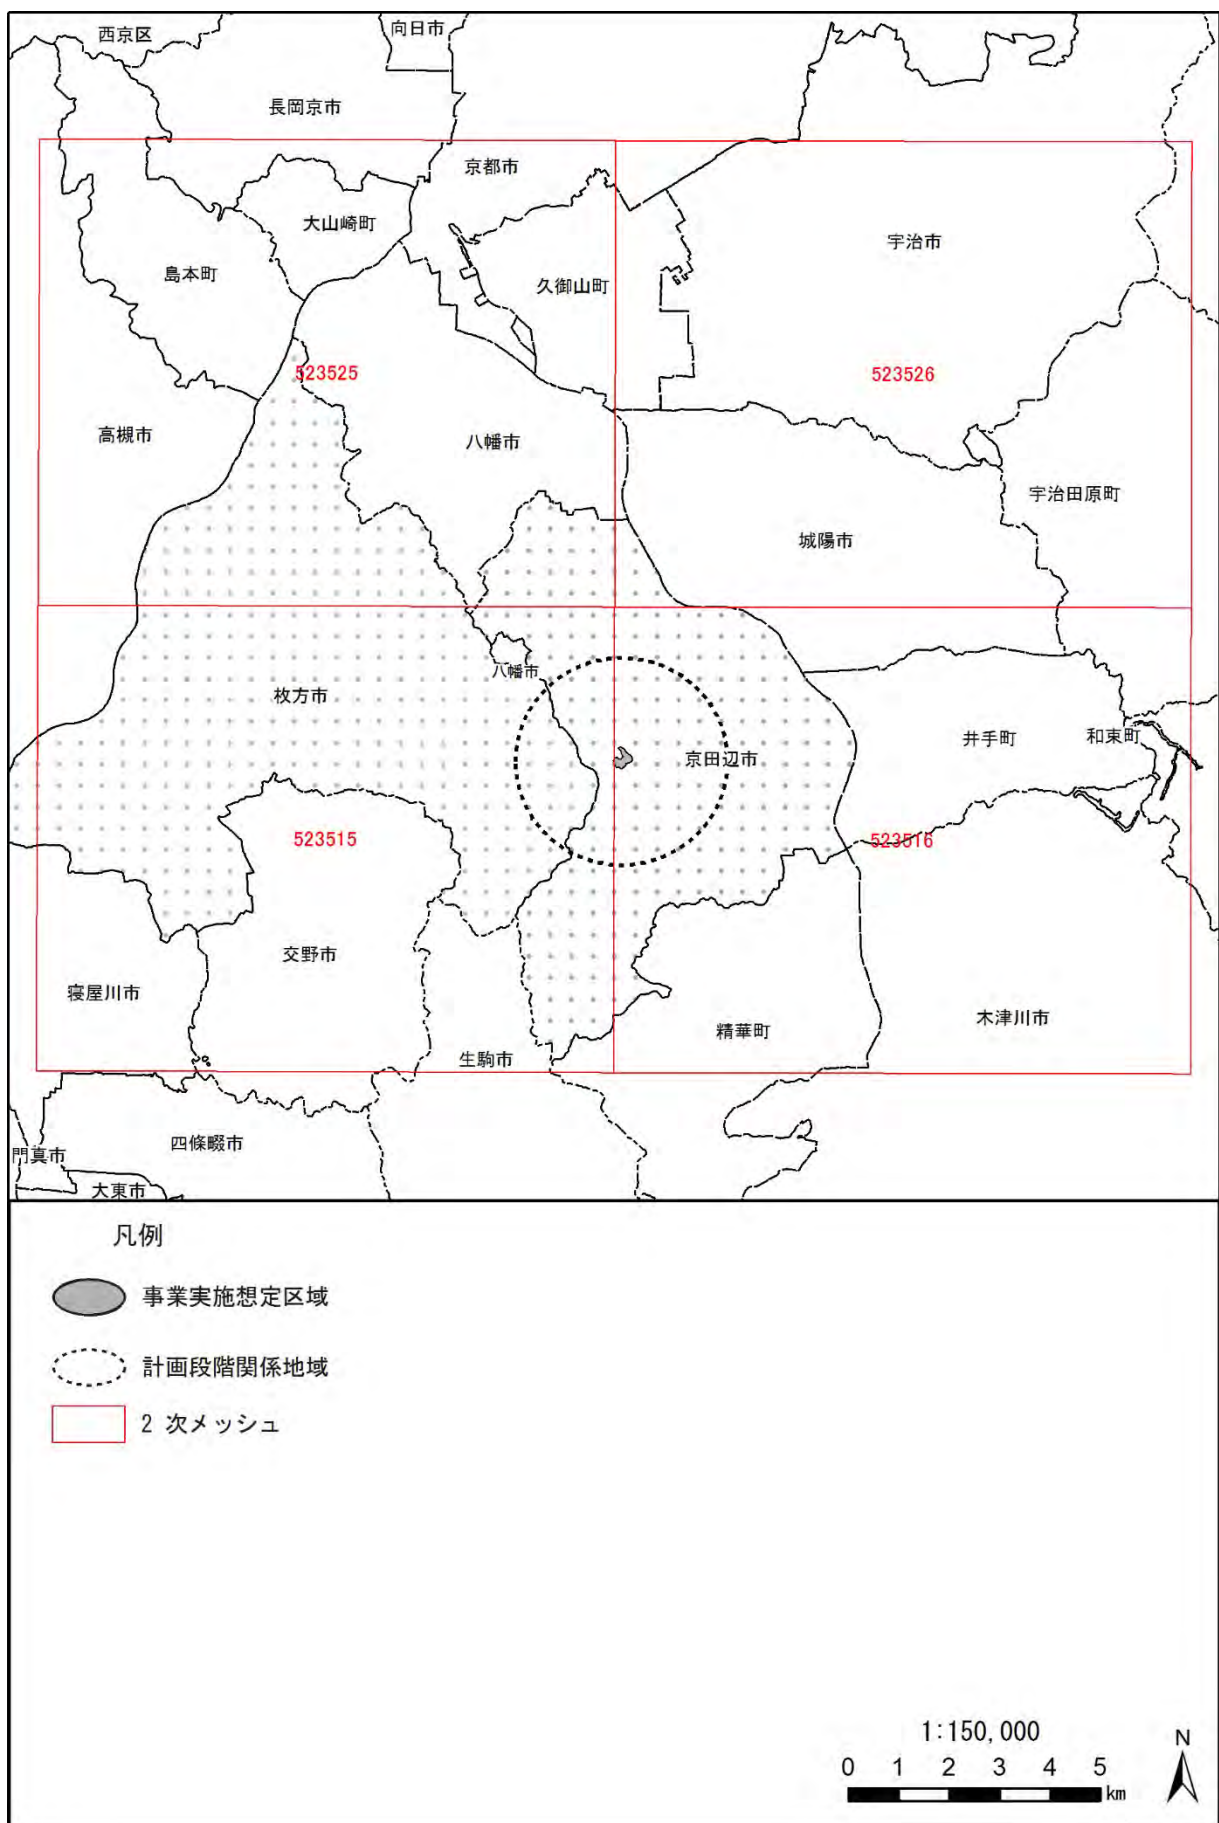 西京区
向日市
長岡京市
京都市
大山崎町
宇治市
島本町
久御山町
523525
523526
高槻市
八幡市
宇治田原町
城陽市
八幡市
枚方市
井手町
和束町
京田辺市
523515
523516
交野市
寝屋川市
木津川市
精華町
生駒市
四條畷市
門真市
大東市
凡例
事業実施想定区域
計画段階関係地域
2 次メッシュ
1:150,000
N
0 1 2 3 4 5
km